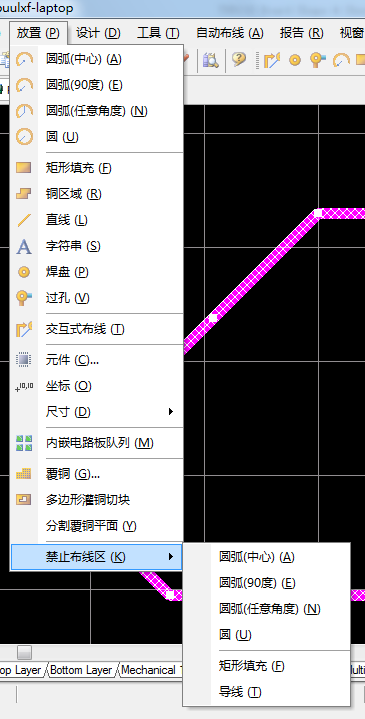 ouulxf-laptop
放置 (P) 设计 (D) 工具 (T) 自动布线 (A) 报告 (R) 视窗
圆弧(中心) (A)
圆弧(90度) (E)
圆弧(任意角度) (N)
圆 (U)
矩形填充 (F)
铜区域 (R)
直线 (L)
字符串 (S)
焊盘 (P)
过孔 (V)
交互式布线 (T)
元件 (C)...
+10,10 坐标 (O)
尺寸 (D)
内嵌电路板队列 (M)
覆铜 (G)...
多边形灌铜切块
分割覆铜平面 (Y)
禁止布线区 (K)
圆弧(中心) (A)
圆弧(90度) (E)
圆弧(任意角度) (N)
圆 (U)
矩形填充 (F)
导线 (T)
op Layer Bottom Layer Mechanical